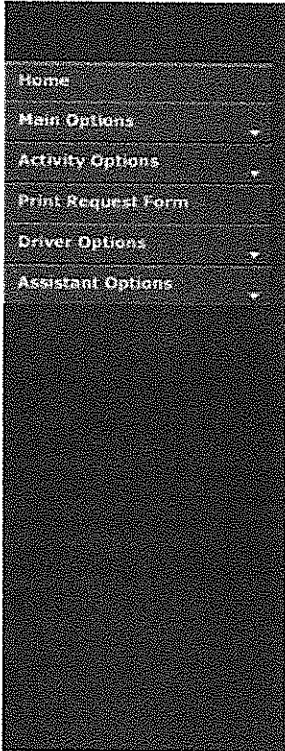 Home
Main Options
Activity Options
Print Request Form
Driver Options
Assistant Options